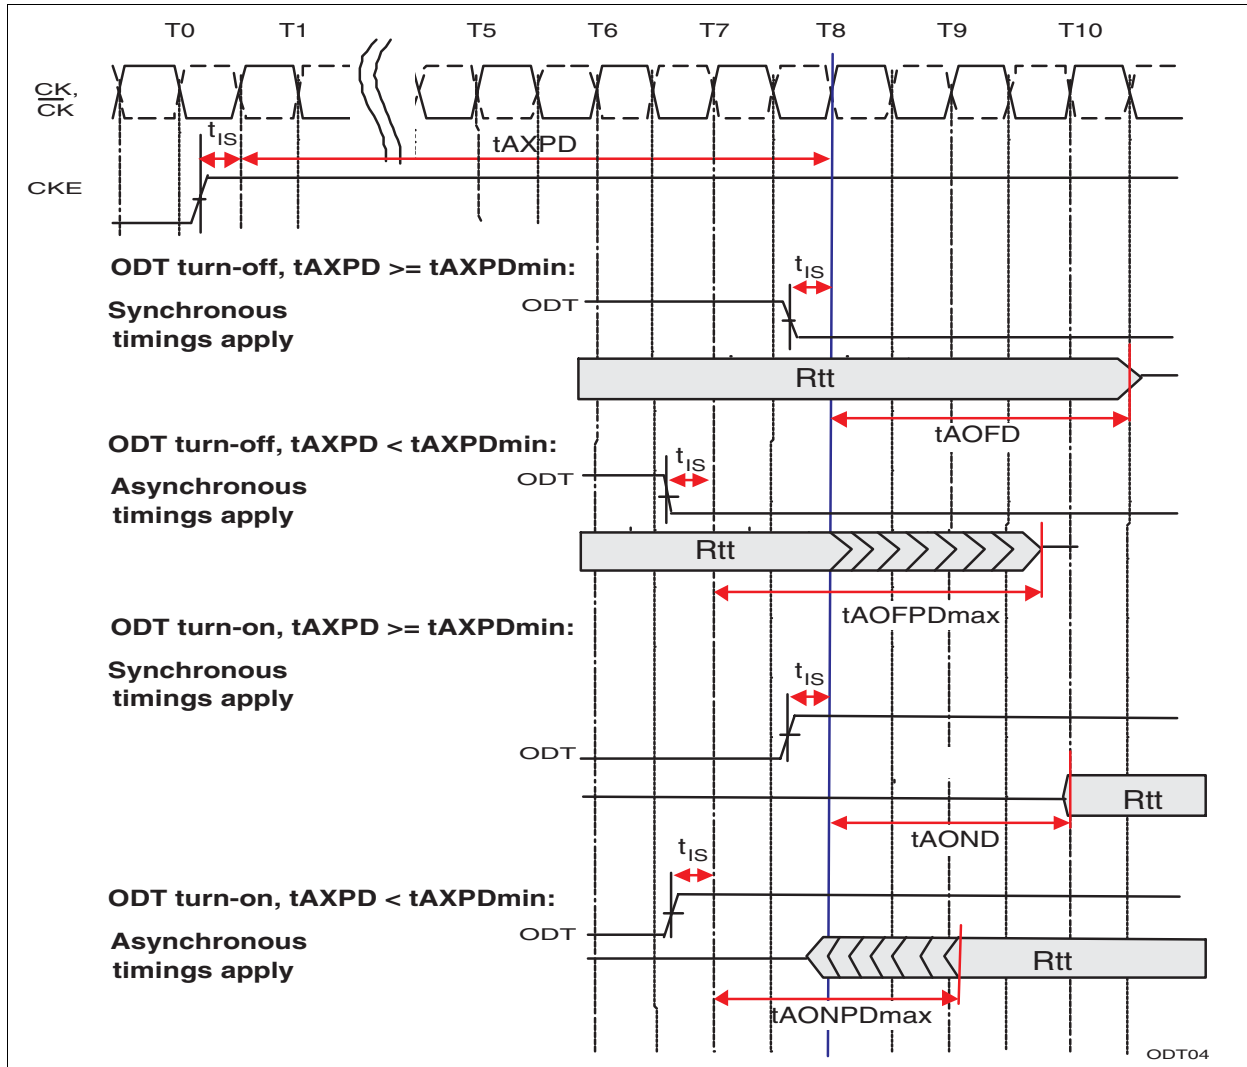 T0 T1 T5 T6 T7 T8 T9 T10
CK,
CK
tIS
tAXPD
CKE
ODT turn-off, tAXPD >= tAXPDmin:
tIS
Synchronous
timings apply
ODT
Rtt
tAOFD
ODT turn-off, tAXPD < tAXPDmin:
tIS
Asynchronous
timings apply
ODT
Rtt
tAOFPDmax
ODT turn-on, tAXPD >= tAXPDmin:
Synchronous
timings apply
tIS
ODT
Rtt
tAOND
tIS
ODT turn-on, tAXPD < tAXPDmin:
Asynchronous
timings apply
ODT
Rtt
tAONPDmax
ODT04